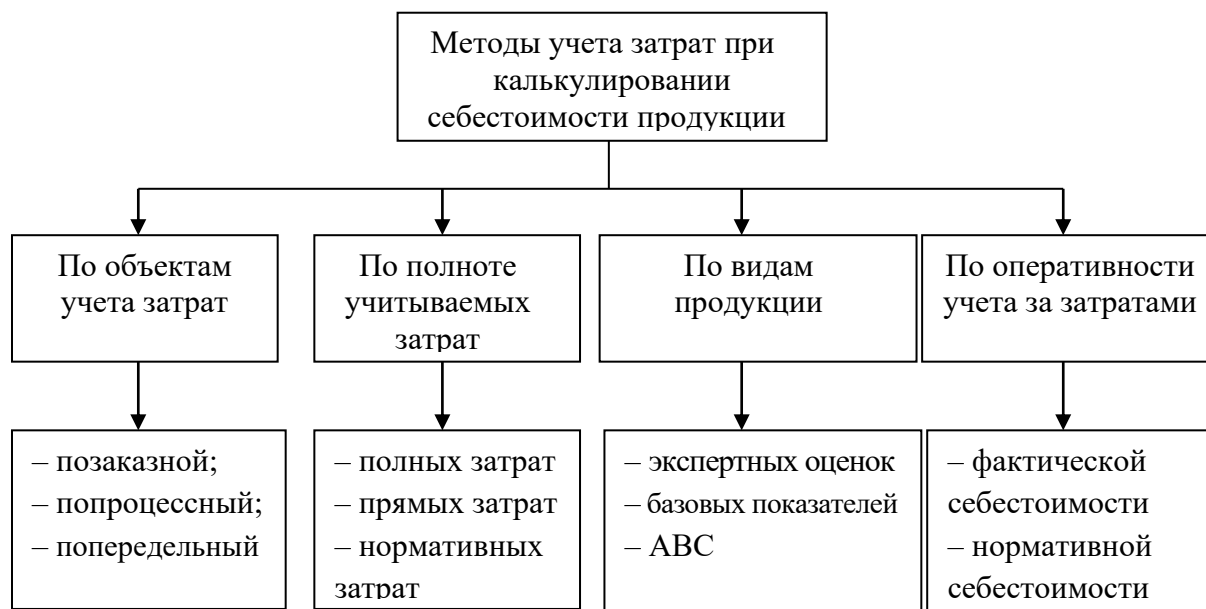 Методы учета затрат при
калькулировании
себестоимости продукции
По объектам
учета затрат
По полноте
учитываемых
затрат
По видам
продукции
По оперативности
учета за затратами
– позаказной;
– попроцессный;
– попередельный
– полных затрат
– прямых затрат
– нормативных
затрат
– экспертных оценок
– базовых показателей
– АВС
– фактической
себестоимости
– нормативной
себестоимости